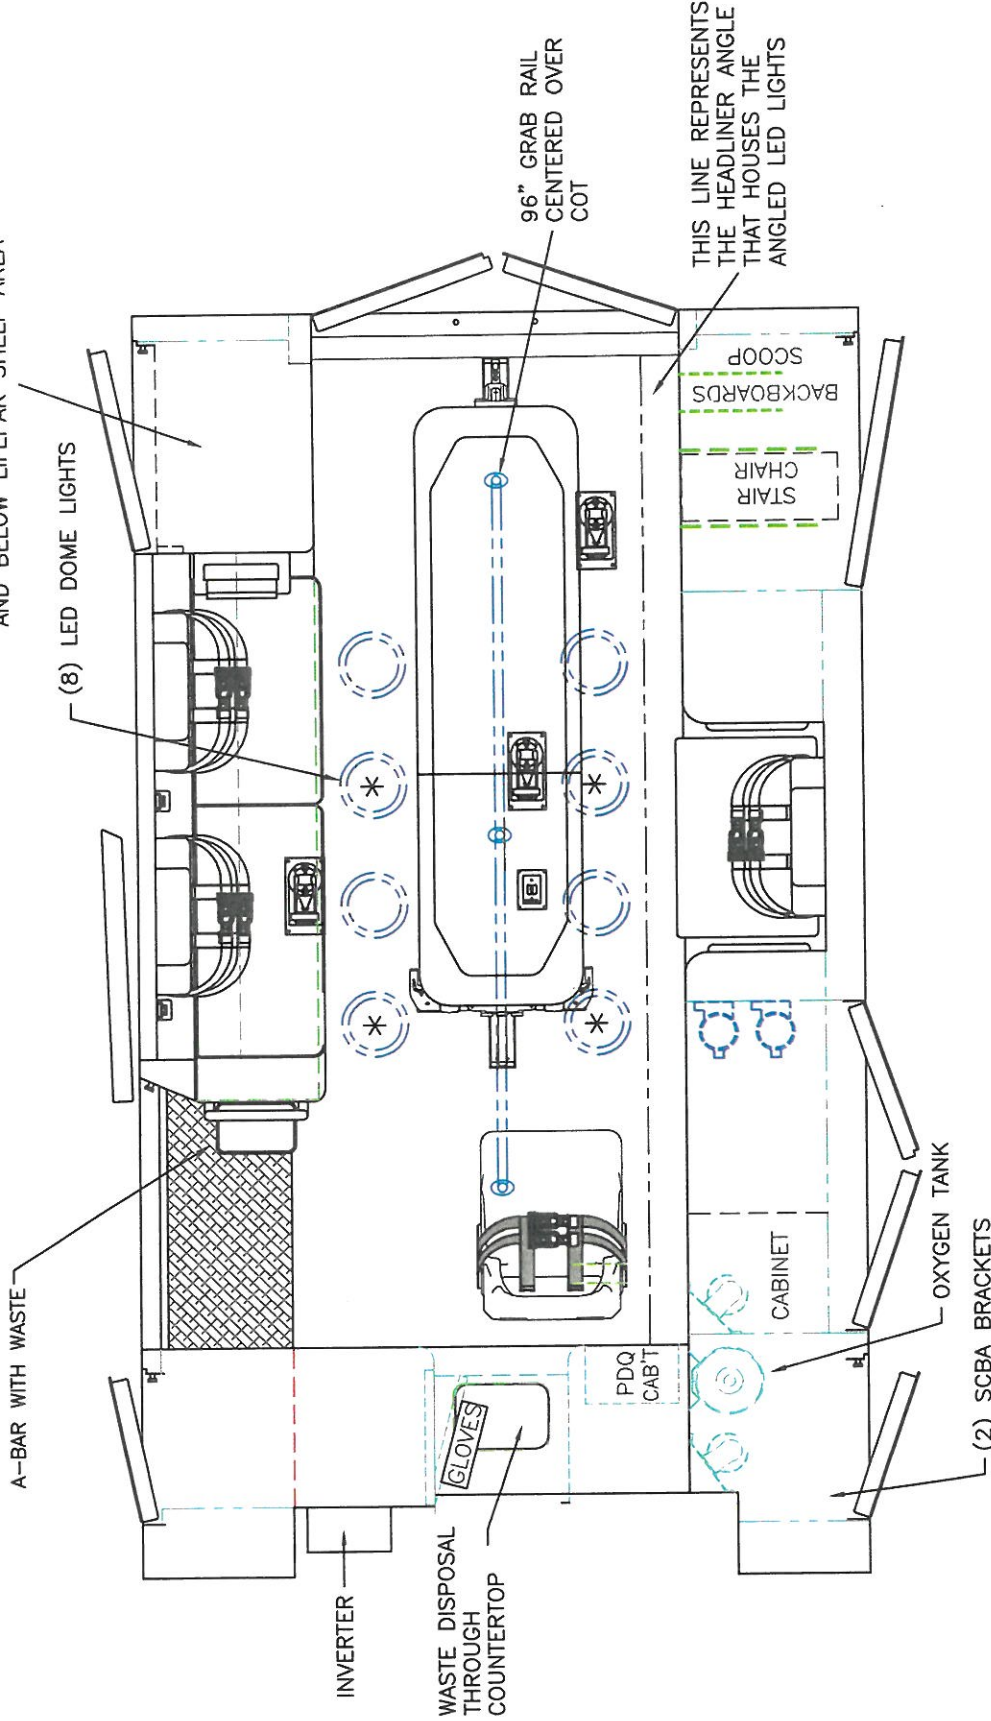 AND BELOW LIFEPAK SHELF AREA
(8) LED DOME LIGHTS
A-BAR WITH WASTE
96" GRAB RAIL
CENTERED OVER
COT
THIS LINE REPRESENTS
THE HEADLINER ANGLE
THAT HOUSES THE
ANGLED LED LIGHTS
SCOOP
BACKBOARDS
STAIR
CHAIR
CABINET
PDQ
CAB'T
GLOVES
OXYGEN TANK
(2) SCBA BRACKETS
INVERTER
WASTE DISPOSAL
THROUGH
COUNTERTOP